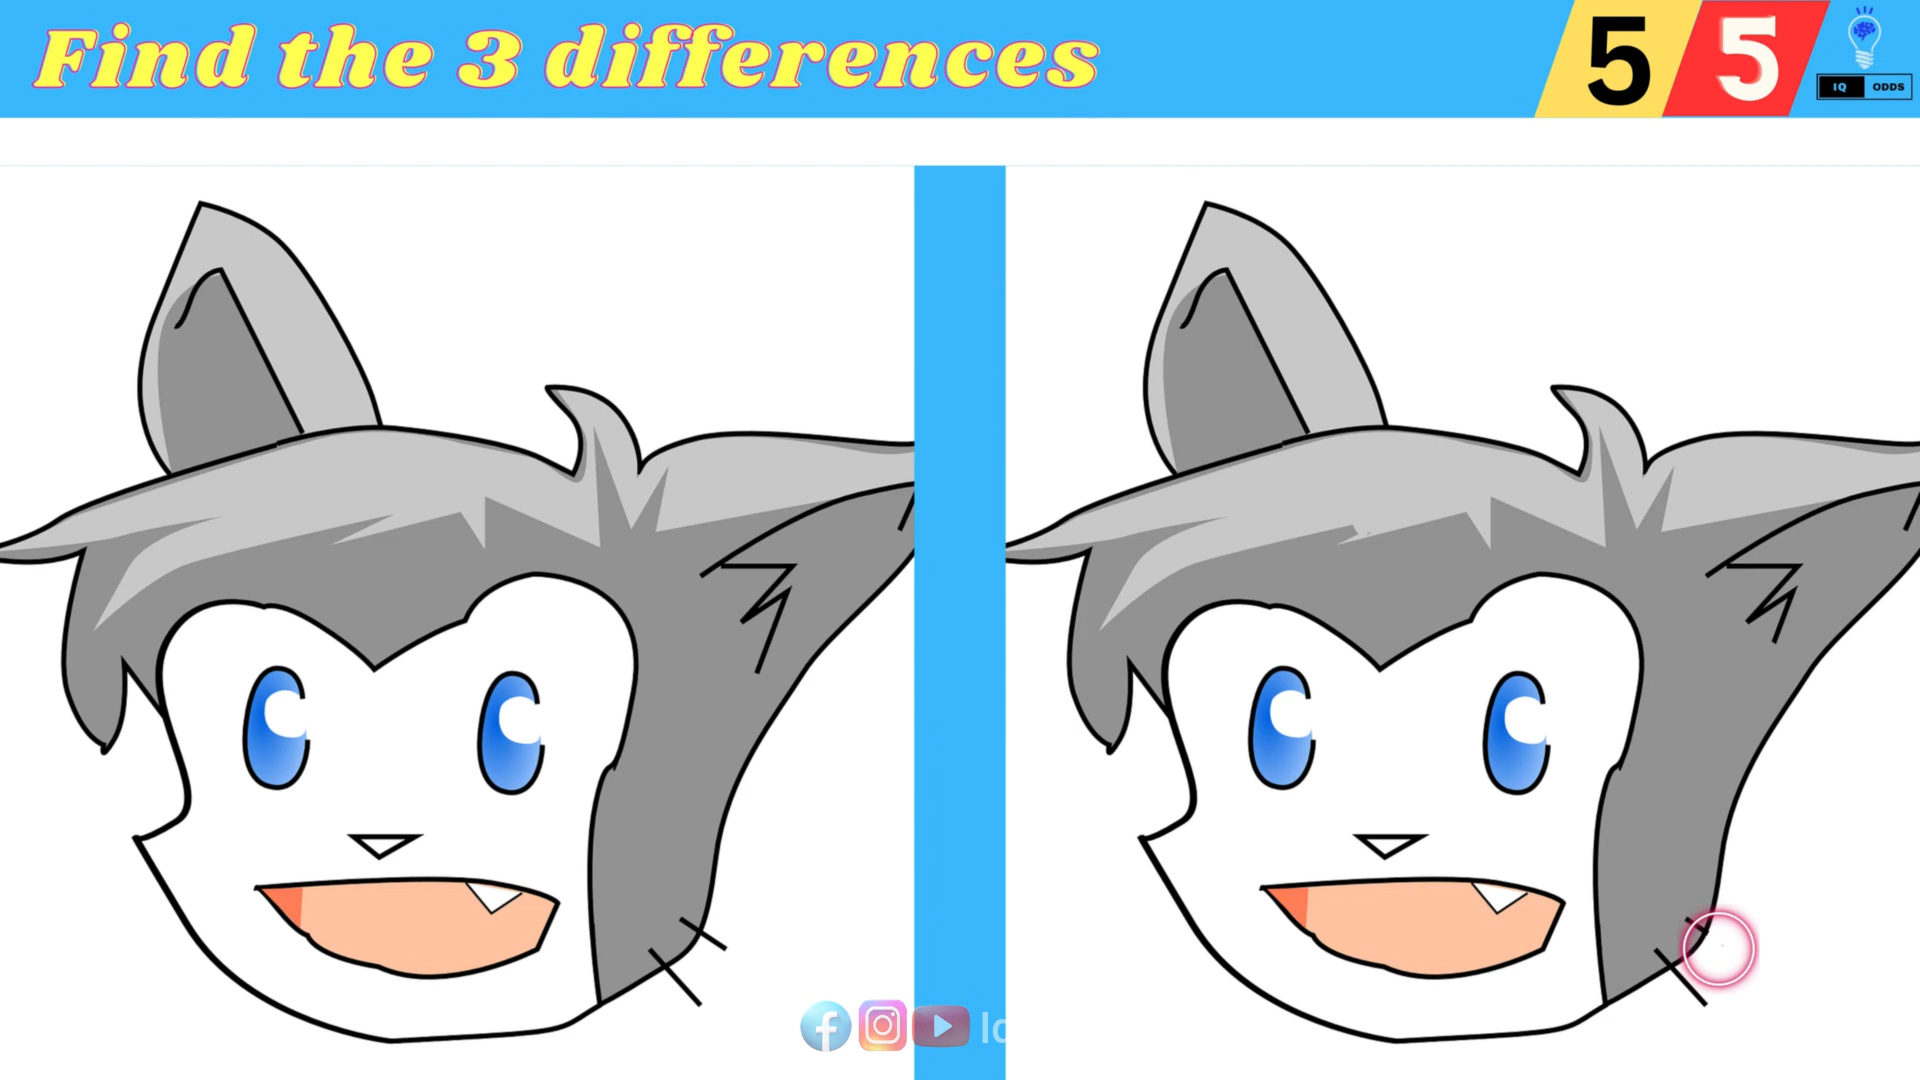 Find the 3 differences
5 5
IQ ODDS